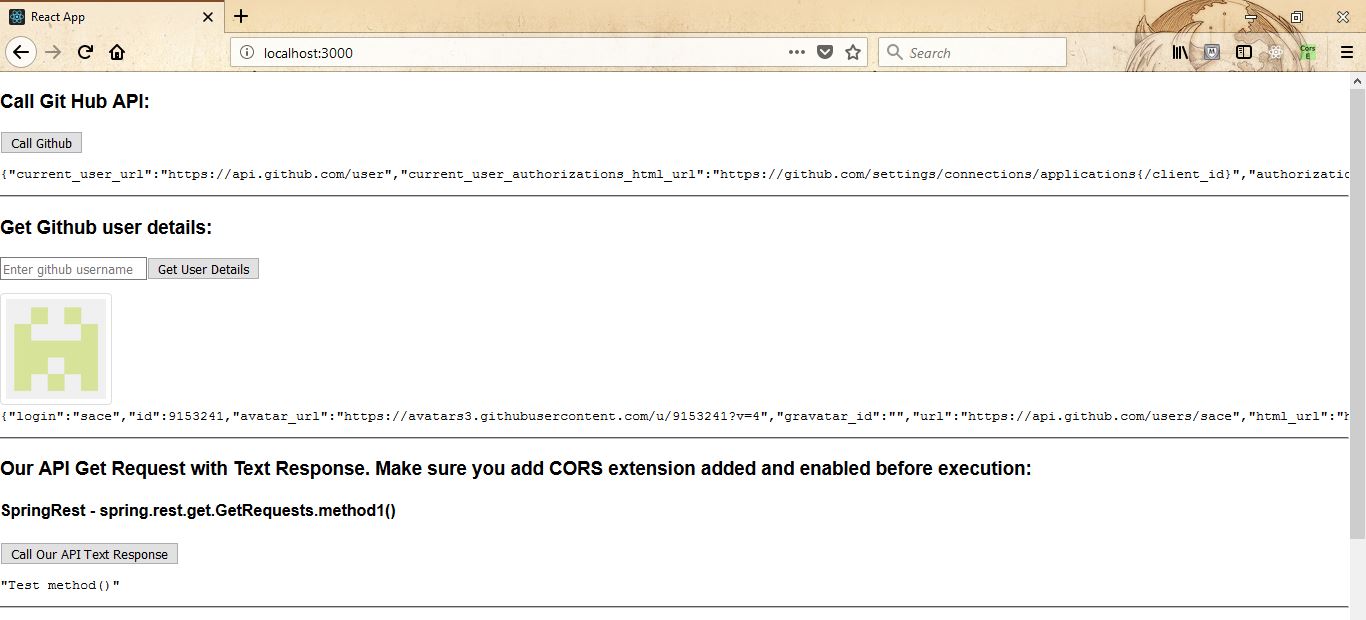 React App
localhost:3000
Search
Cors
E
Call Git Hub API:
Call Github
{"current_user_url":"https://api.github.com/user","current_user_authorizations_html_url":"https://github.com/settings/connections/applications{/client_id}","authorizatio
Get Github user details:
Enter github username Get User Details
{"login":"sace","id":9153241,"avatar_url":"https://avatars3.githubusercontent.com/u/9153241?v=4","gravatar_id":"","url":"https://api.github.com/users/sace","html_url":"h
Our API Get Request with Text Response. Make sure you add CORS extension added and enabled before execution:
SpringRest - spring.rest.get.GetRequests.method1()
Call Our API Text Response
"Test method()"